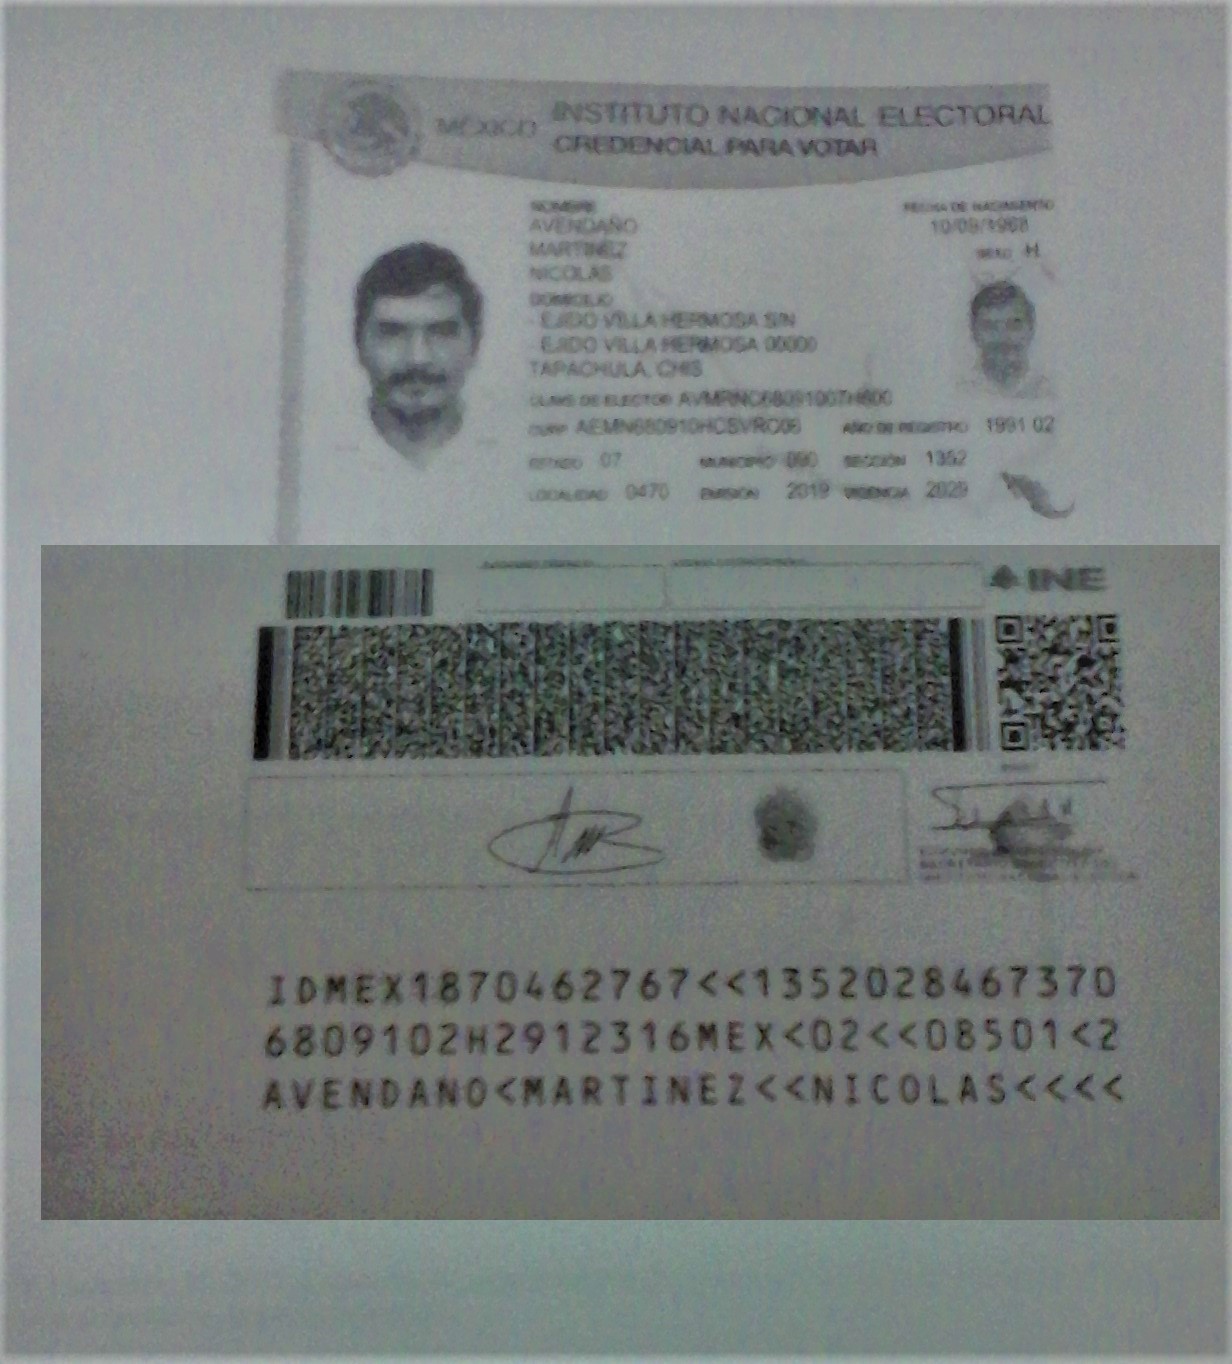 MÉXICO
INSTITUTO NACIONAL ELECTORAL
CREDENCIAL PARA VOTAR
NOMBRE
AVENDAÑO
MARTINEZ
NICOLAS
FECHA DE NACIMIENTO
10/09/1968
SEXO H
DOMICILIO
EJIDO VILLA HERMOSA S/N
EJIDO VILLA HERMOSA 00000
TAPACHULA, CHIS
CLAVE DE ELECTOR AVMRNC68091007H600
CURP AEMN680910HCSVRC06 AÑO DE REGISTRO 1991 02
ESTADO 07 MUNICIPIO SECCIÓN 1352
LOCALIDAD 0470 EMISIÓN 2019 VIGENCIA 2029
INE
IDMEX1870462767<<1352028467370
6809102H2912316MEX<02<<08501<2
AVENDANO<MARTINEZ<<NICOLAS<<<<